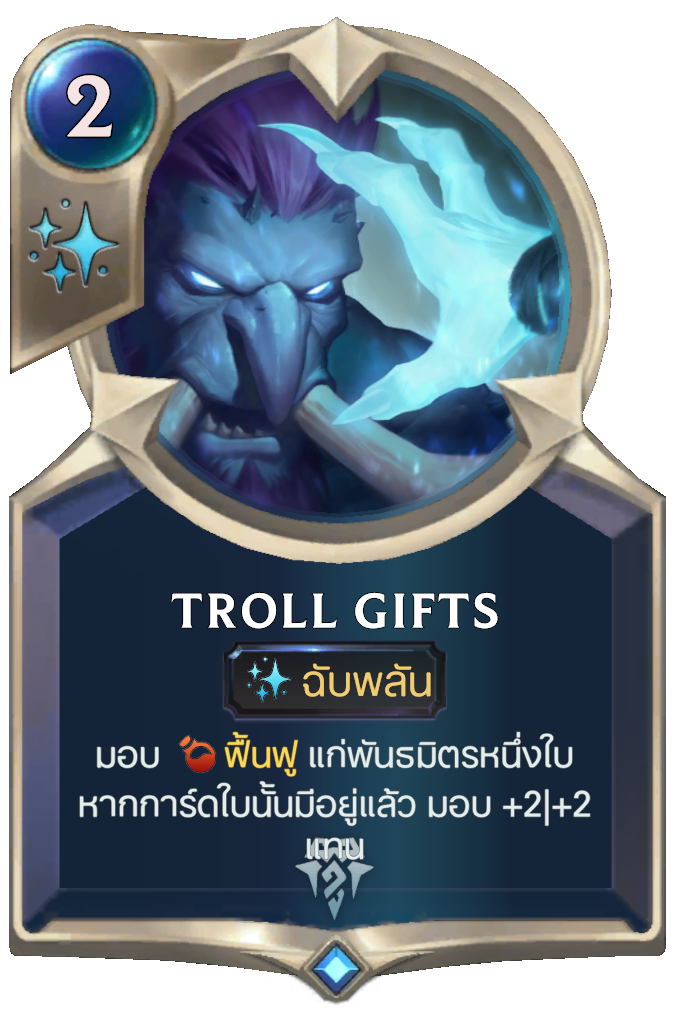 2
TROLL GIFTS
ฉับพลัน
มอบ ฟื้นฟู แก่พันธมิตรหนึ่งใบ
หากการ์ดใบนั้นมีอยู่แล้ว มอบ +2|+2
แทน